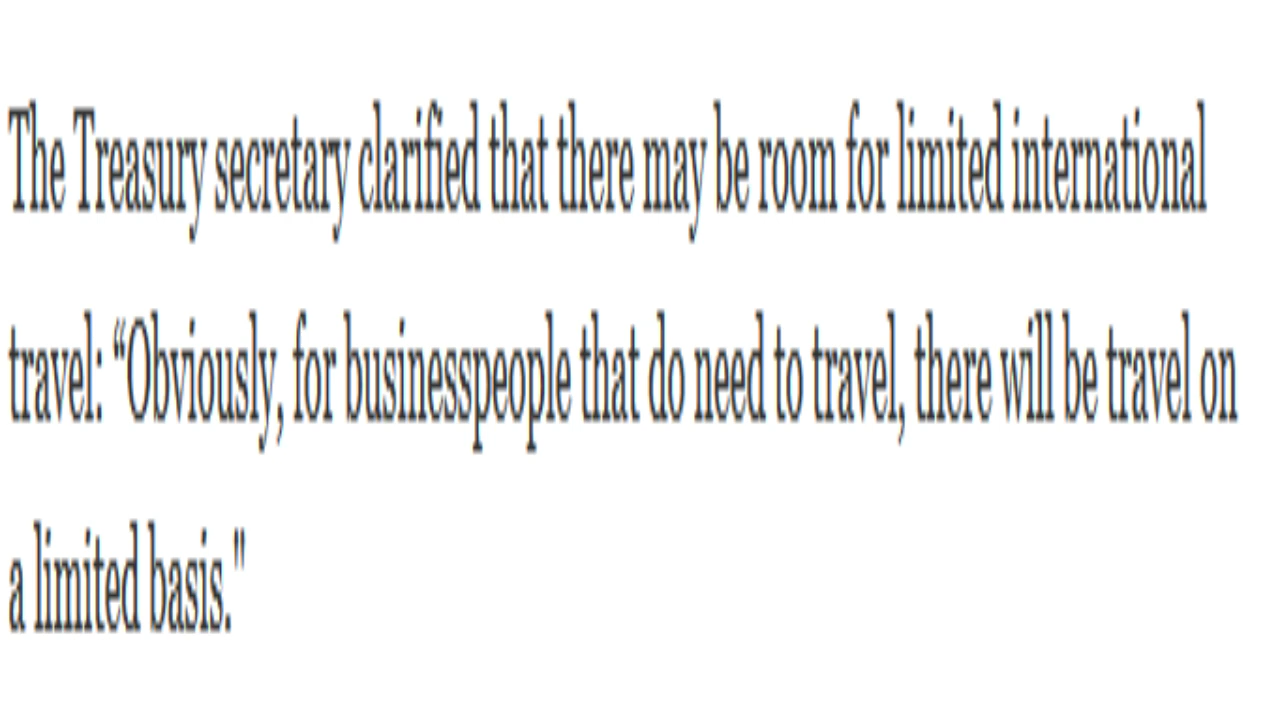 The Treasury secretary clarified that there may be room for limited international
travel: “Obviously, for businesspeople that do need to travel, there will be travel on
a limited basis."